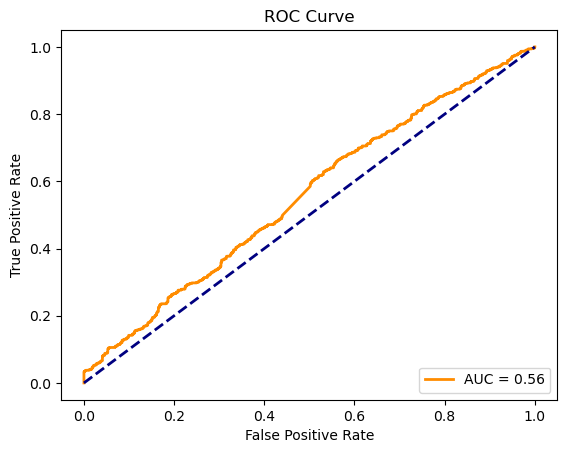 ROC Curve
True Positive Rate
1.0
0.8
0.6
0.4
0.2
0.0
AUC = 0.56
0.0 0.2 0.4 0.6 0.8 1.0
False Positive Rate